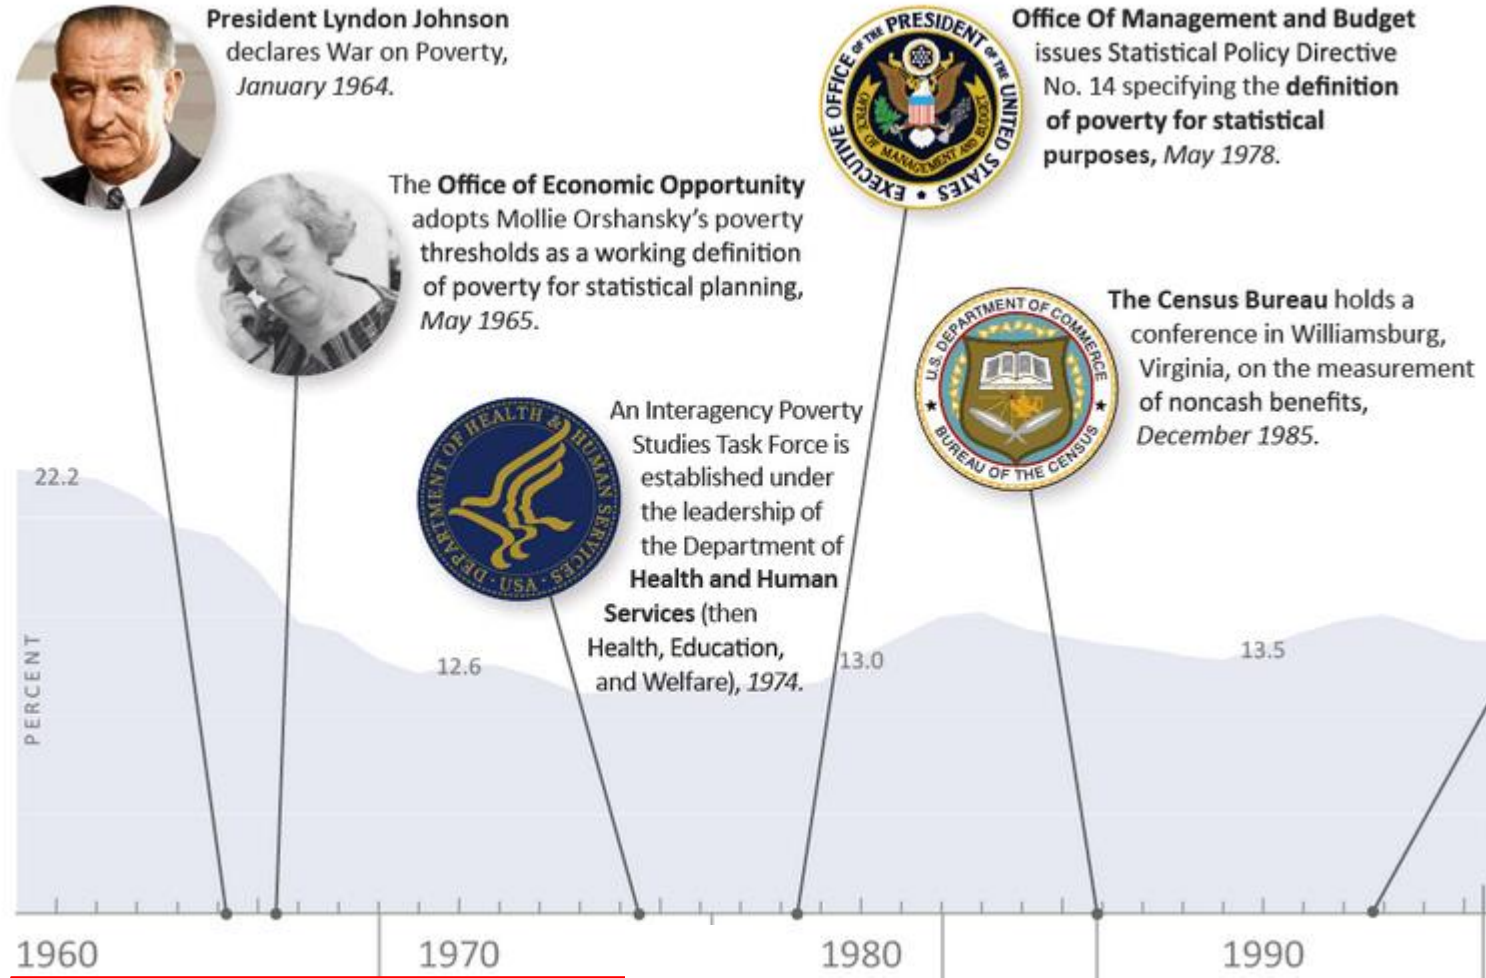 President Lyndon Johnson
declares War on Poverty,
January 1964.
The Office of Economic Opportunity
adopts Mollie Orshansky's poverty
thresholds as a working definition
of poverty for statistical planning,
May 1965.
DEPARTMENT OF HEALTH & HUMAN SERVICES · USA ·
An Interagency Poverty
Studies Task Force is
established under
the leadership of
the Department of
Health and Human
Services (then
Health, Education,
and Welfare), 1974.
EXECUTIVE OFFICE OF THE PRESIDENT OF THE UNITED STATES
OFFICE OF MANAGEMENT AND BUDGET
Office Of Management and Budget
issues Statistical Policy Directive
No. 14 specifying the definition
of poverty for statistical
purposes, May 1978.
U.S. DEPARTMENT OF COMMERCE
BUREAU OF THE CENSUS
The Census Bureau holds a
conference in Williamsburg,
Virginia, on the measurement
of noncash benefits,
December 1985.
PERCENT
22.2
12.6
13.0
13.5
1960
1970
1980
1990